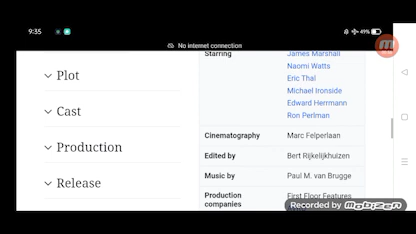 9:35
49%
No internet connection
Plot
Cast
Production
Release
Starring
James Marshall
Naomi Watts
Eric Thal
Michael Ironside
Edward Herrmann
Ron Perlman
Cinematography Marc Felperlaan
Edited by Bert Rijkelijkhuizen
Music by Paul M. van Brugge
Production companies First Floor Features
Recorded by Mobizen